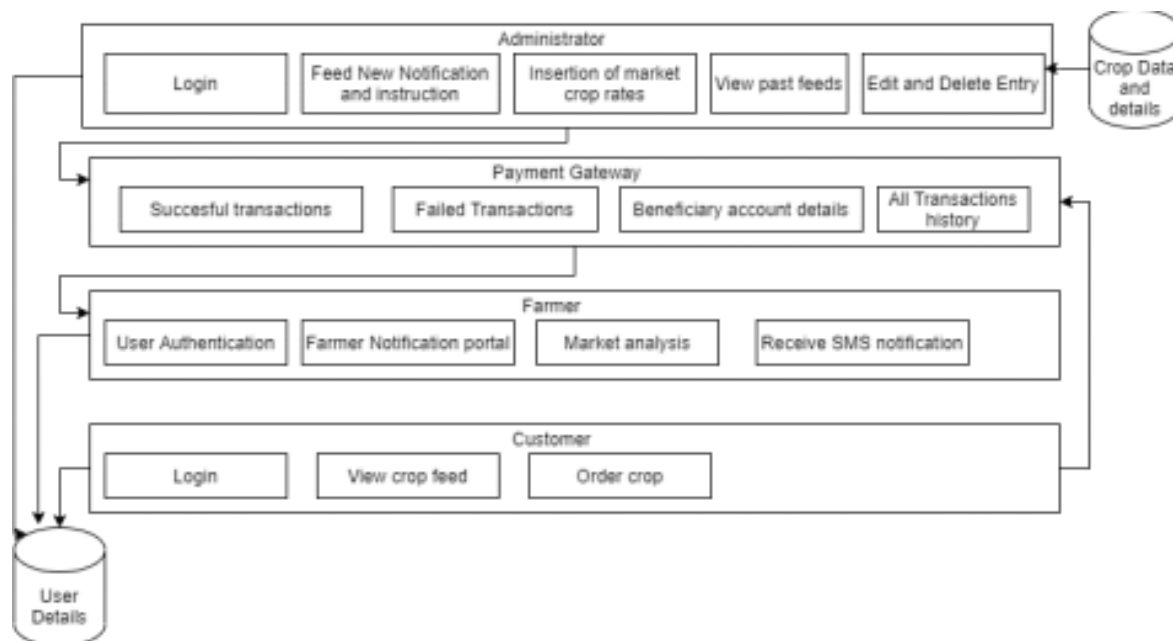 Administrator
Login
Feed New Notification
and instruction
Insertion of market
crop rates
View past feeds
Edit and Delete Entry
Crop Data
and
details
Payment Gateway
Succesful transactions
Failed Transactions
Beneficiary account details
All Transactions
history
Farmer
User Authentication
Farmer Notification portal
Market analysis
Receive SMS notification
Customer
Login
View crop feed
Order crop
User
Details